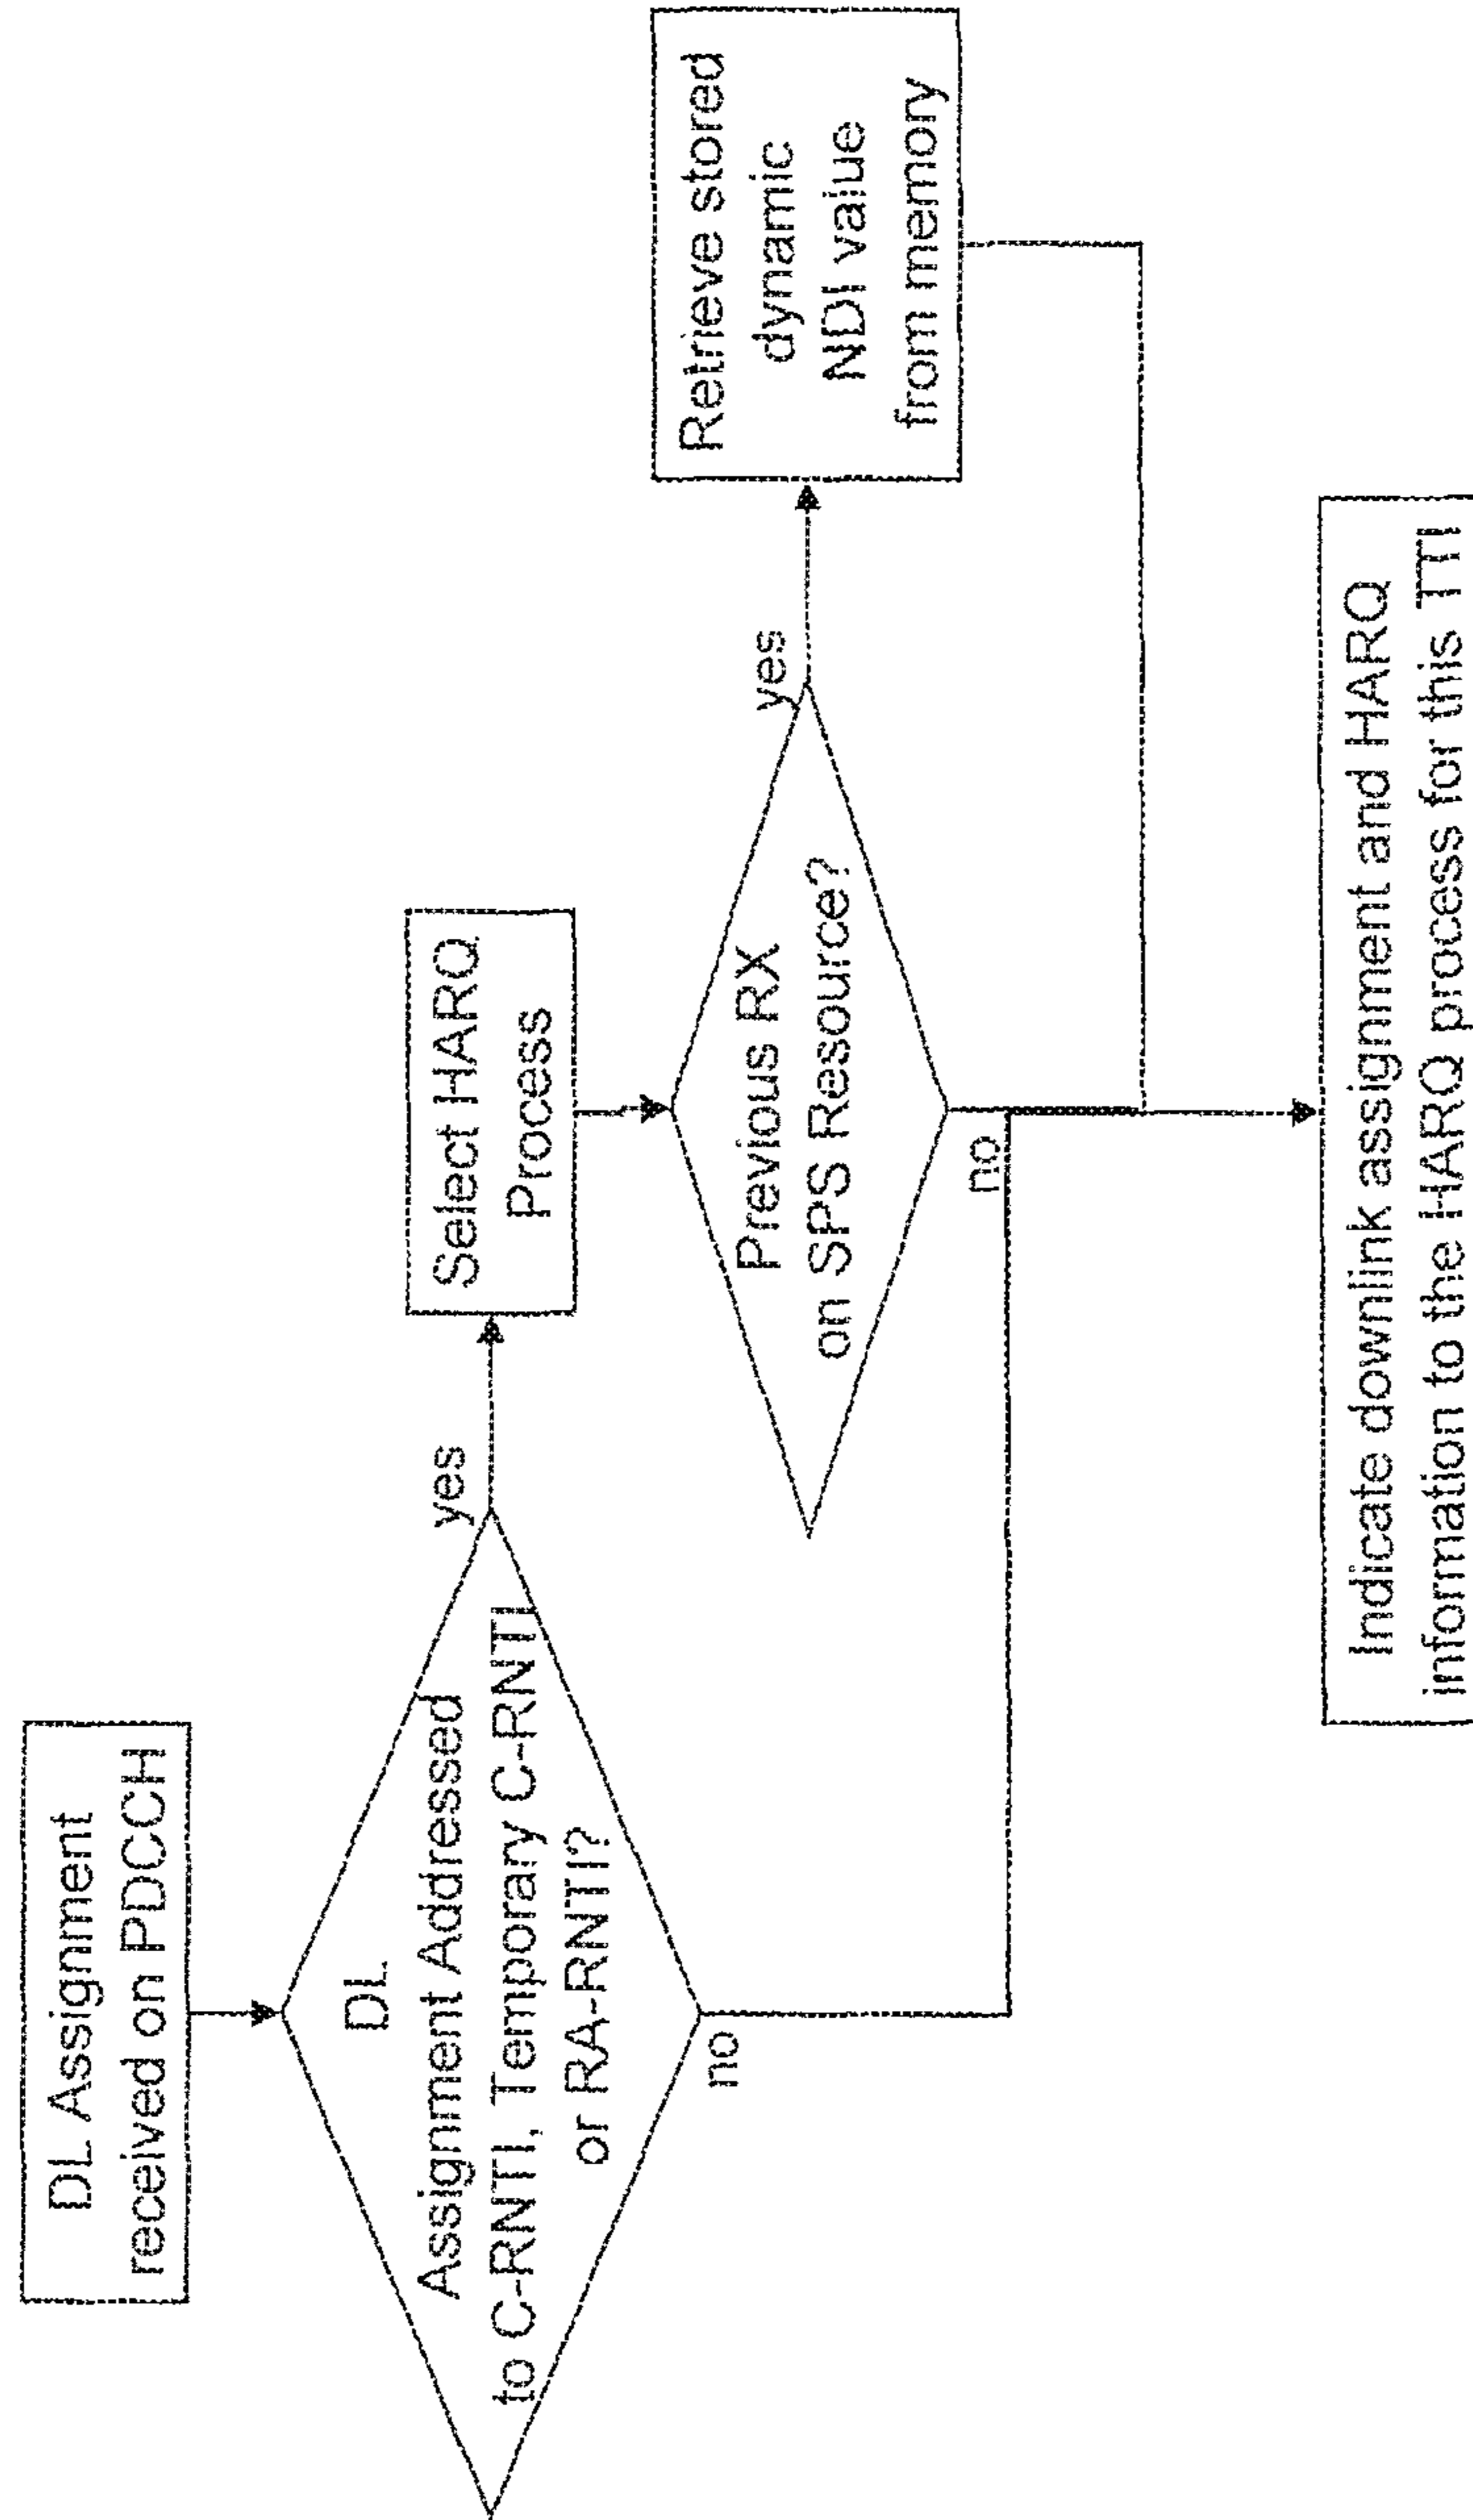 DL Assignment
received on PDCCH
DL
Assignment Addressed
to C-RNTI, Temporary C-RNTI
or RA-RNTI?
yes
no
Select HARQ
Process
Previous RX
on SPS Resource?
yes
no
Retrieve stored
dynamic
NDI value
from memory
Indicate downlink assignment and HARQ
information to the HARQ process for this TTI